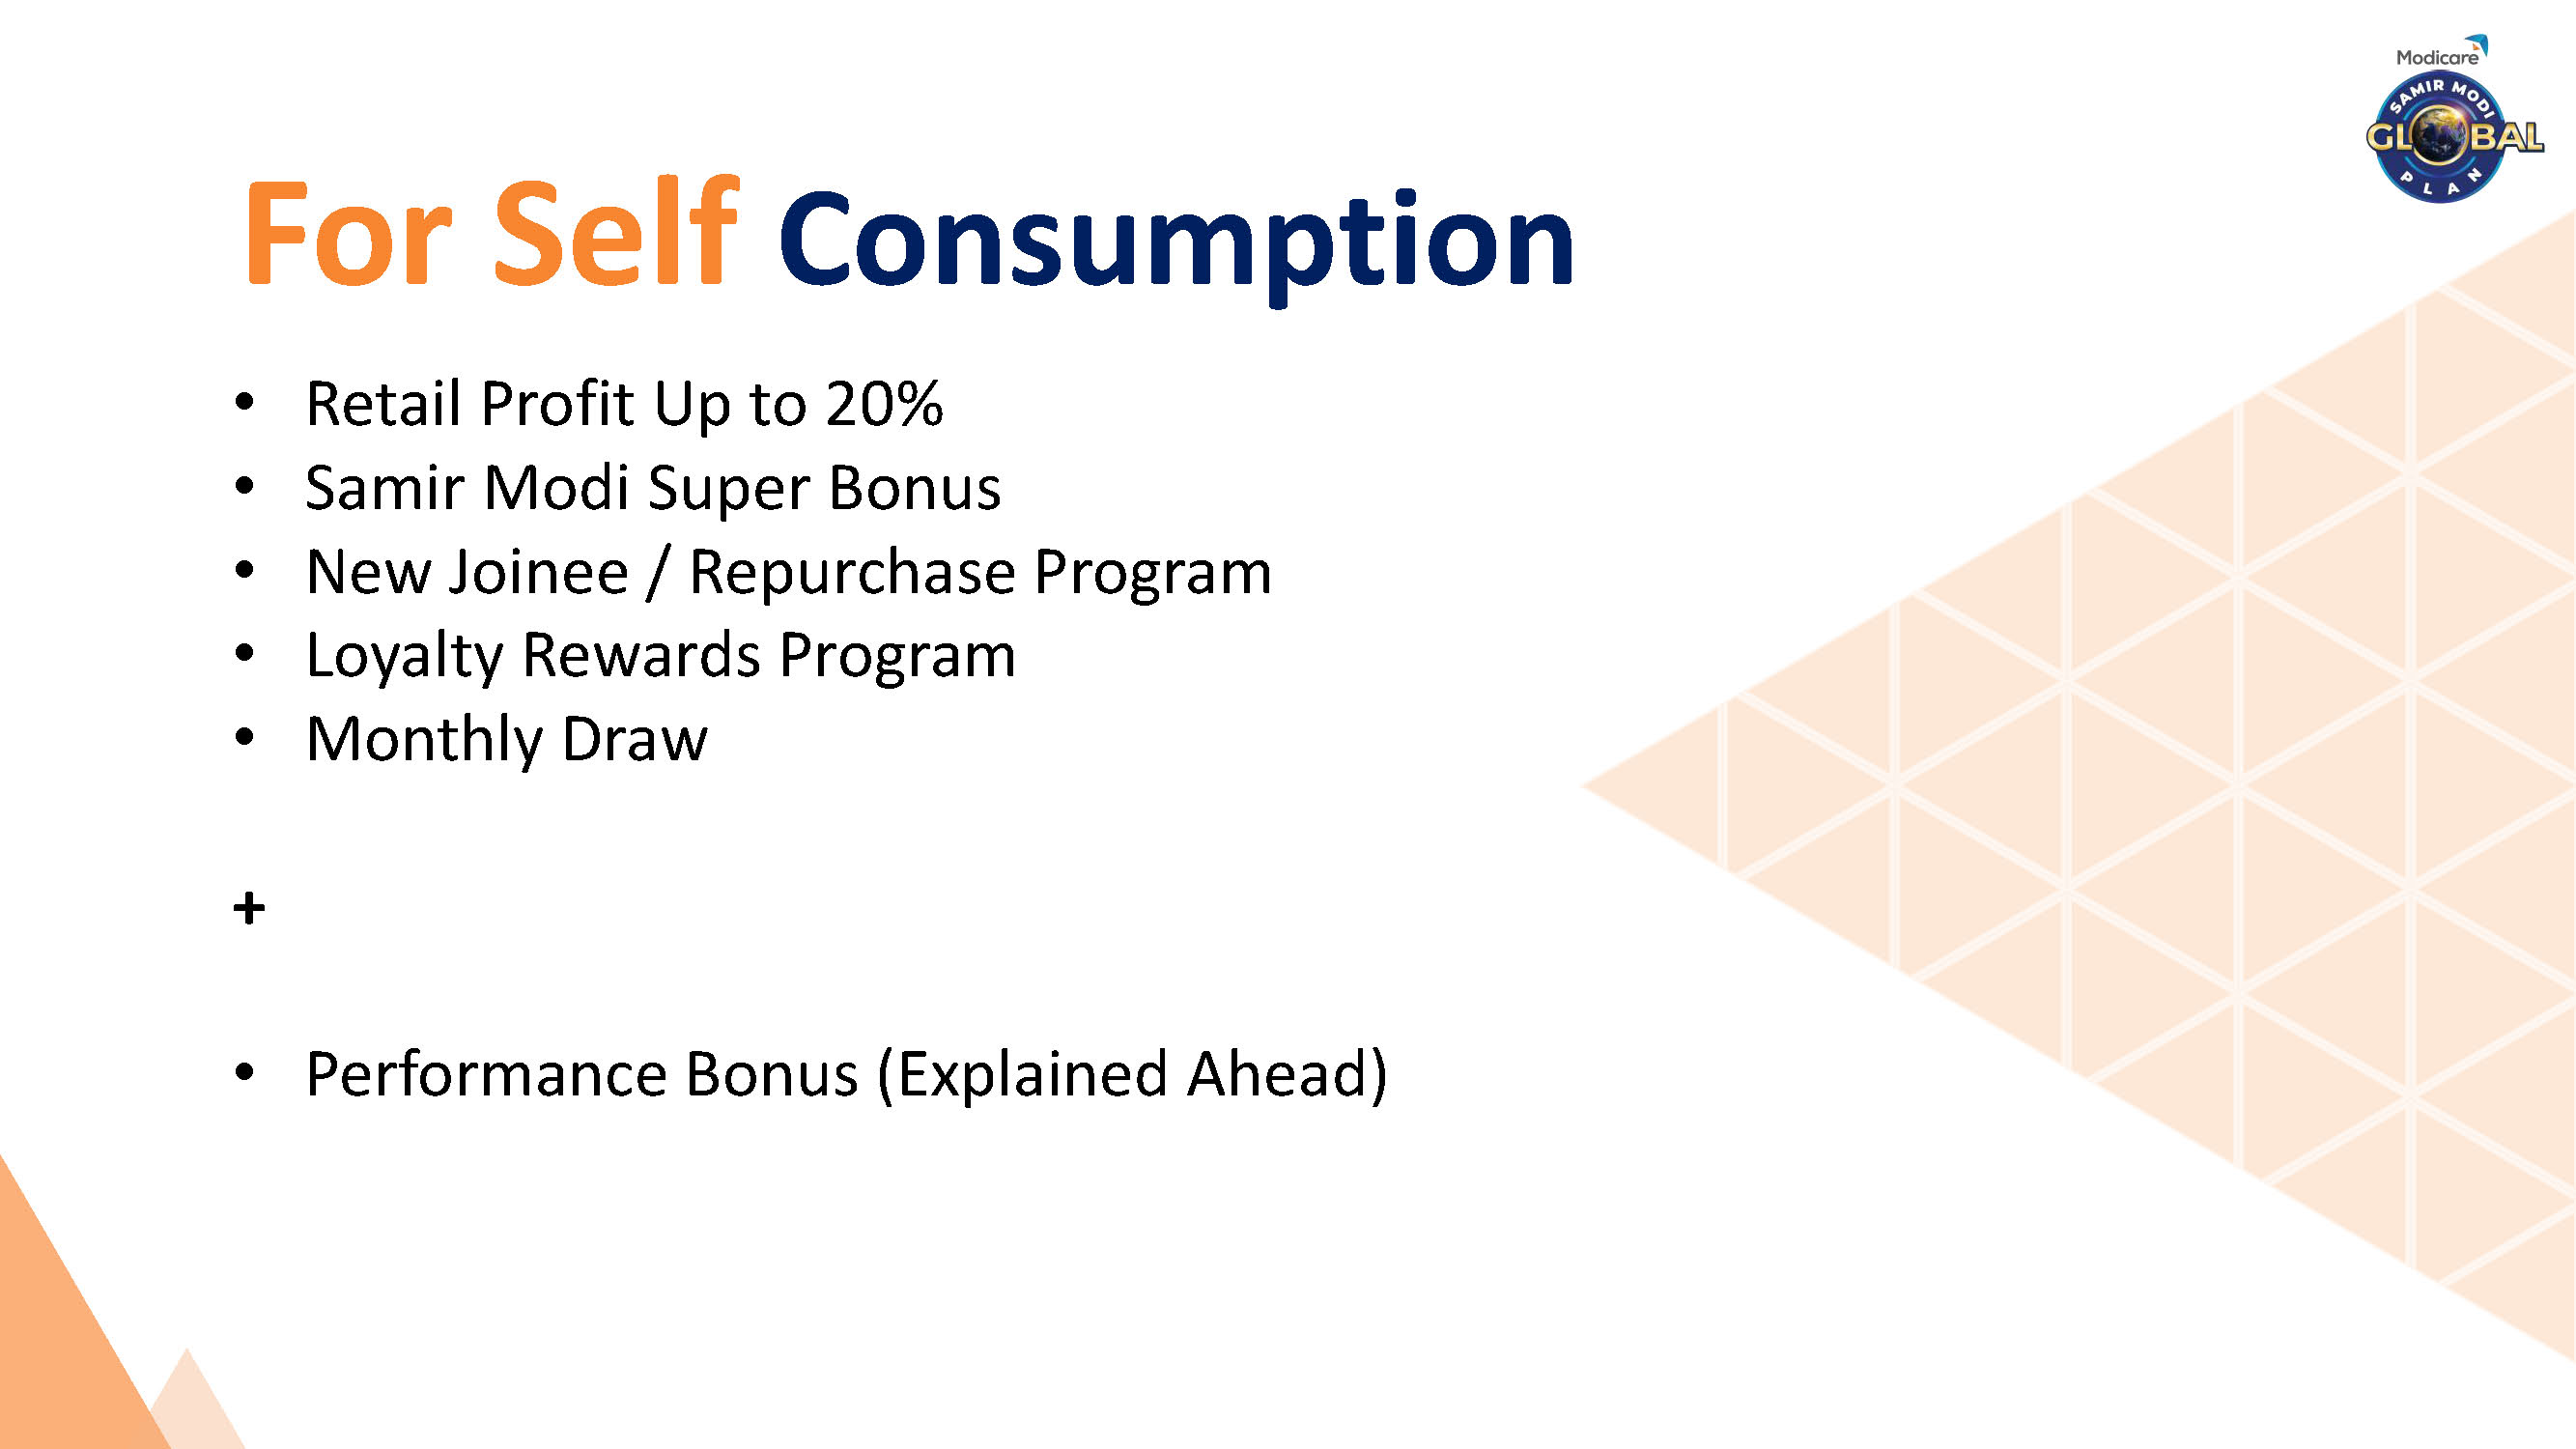 Modicare
SAMIR MODI
GLOBAL
PLAN
For Self Consumption
• Retail Profit Up to 20%
• Samir Modi Super Bonus
• New Joinee / Repurchase Program
• Loyalty Rewards Program
• Monthly Draw
+
• Performance Bonus (Explained Ahead)